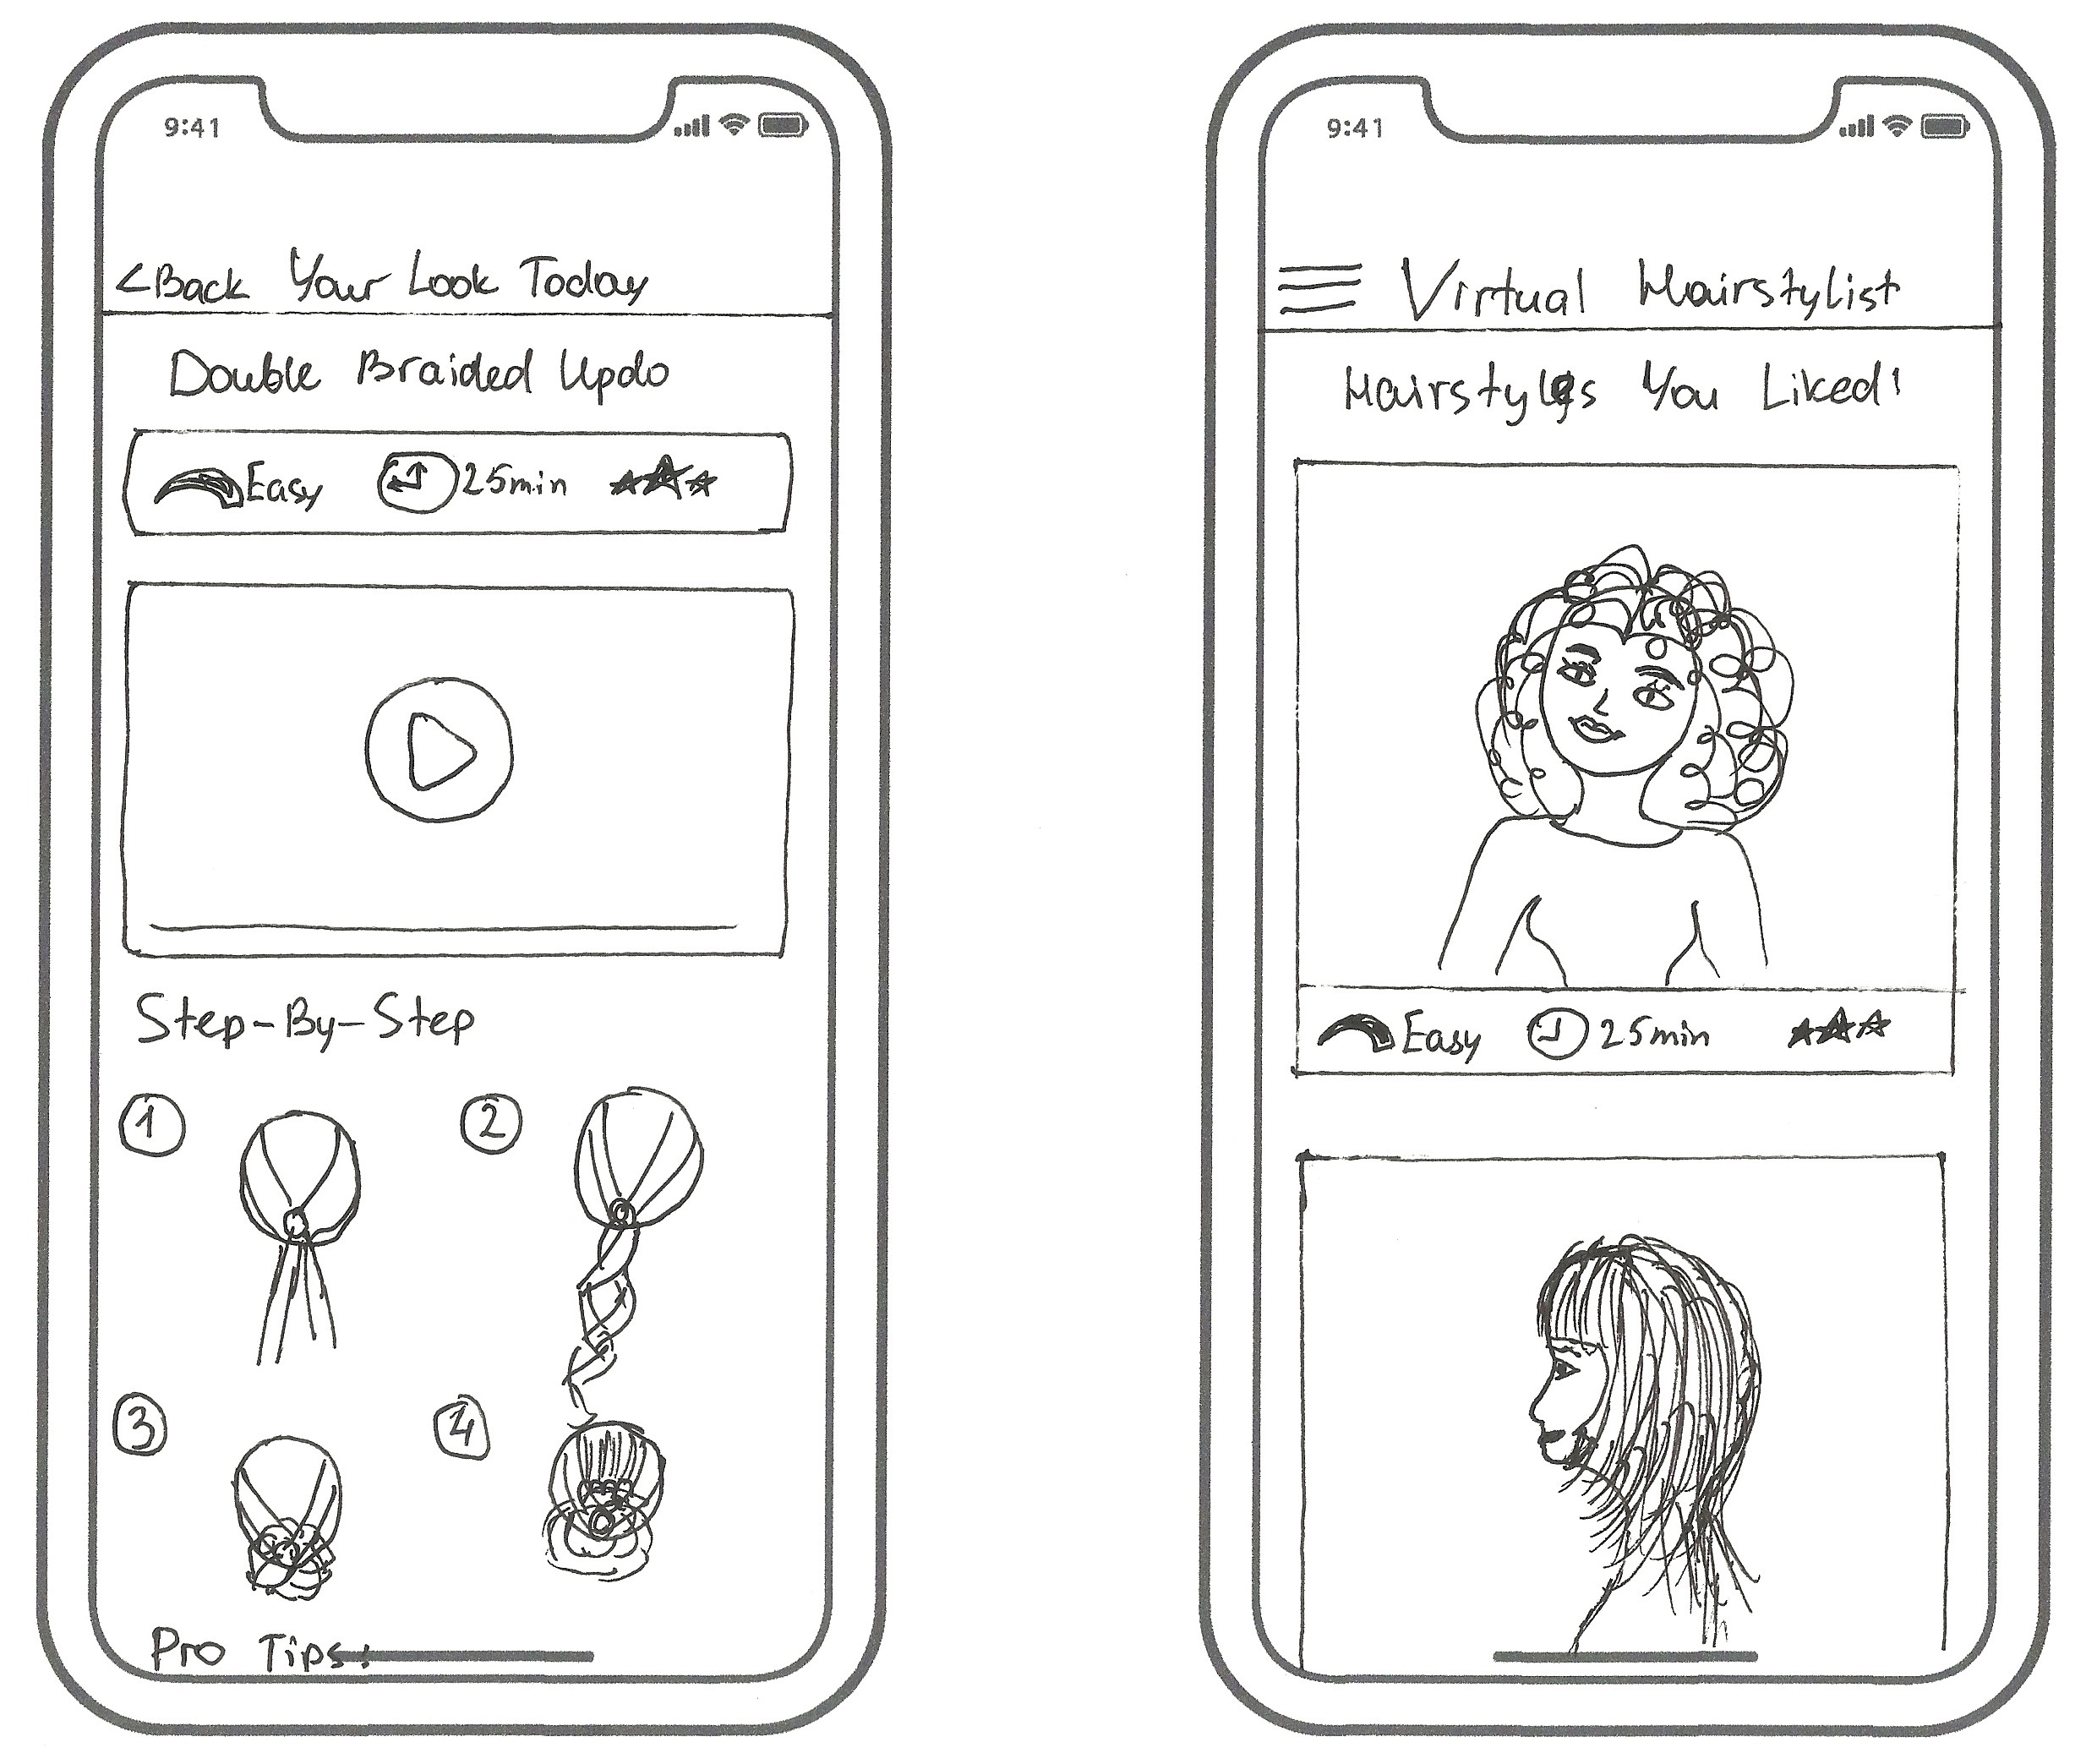 9:41
<Back Your Look Today
Double Braided Updo
Easy 25min
Step-By-Step
1 2
3 4
Pro Tips:
9:41
Virtual Hairstylist
Hairstyles You Liked!
Easy 25min